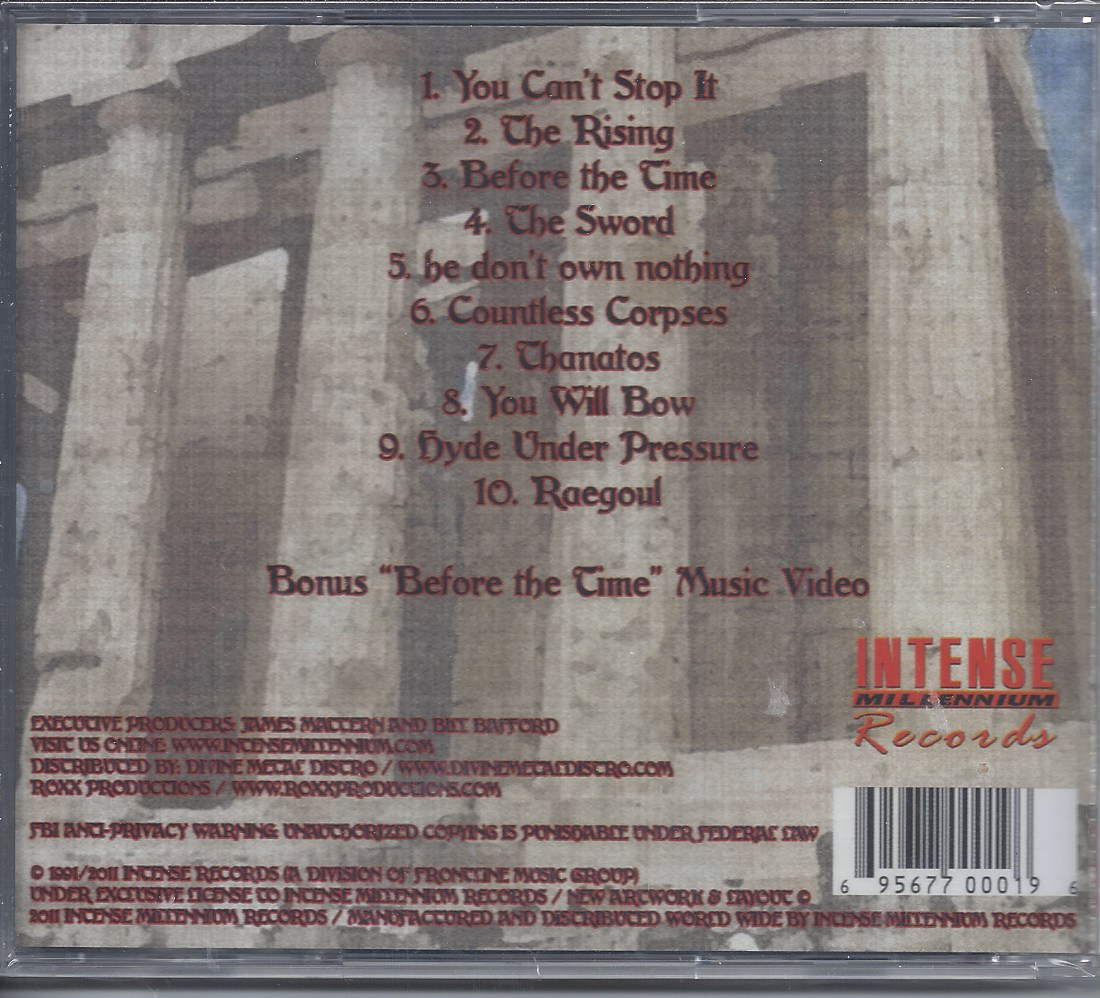 1. You Can't Stop It
2. The Rising
3. Before the Time
4. The Sword
5. he don't own nothing
6. Countless Corpses
7. Thanatos
8. You Will Bow
9. Hyde Under Pressure
10. Raegoul
Bonus "Before the Time" Music Video
INTENSE
MILLENNIUM
Records
EXECUTIVE PRODUCERS: JAMES MATTERN AND BILL BAFFORD
VISIT US ONLINE WWW.INTENSEMILLENNIUM.COM
DISTRIBUTED BY: DIVINE METAL DISTRO / WWW.DIVINEMETALDISTRO.COM
ROXX PRODUCTIONS / WWW.ROXXPRODUCTIONS.COM
FBI ANTI-PRIVACY WARNING: UNAUTHORIZED COPYING IS PUNISHABLE UNDER FEDERAL LAW
© 1991/2011 INTENSE RECORDS (A DIVISION OF FRONTLINE MUSIC GROUP)
UNDER EXCLUSIVE LICENSE TO INTENSE MILLENNIUM RECORDS / NEW ARTWORK & LAYOUT ©
2011 INTENSE MILLENNIUM RECORDS / MANUFACTURED AND DISTRIBUTED WORLD WIDE BY INTENSE MILLENNIUM RECORDS
6 95677 00019 6